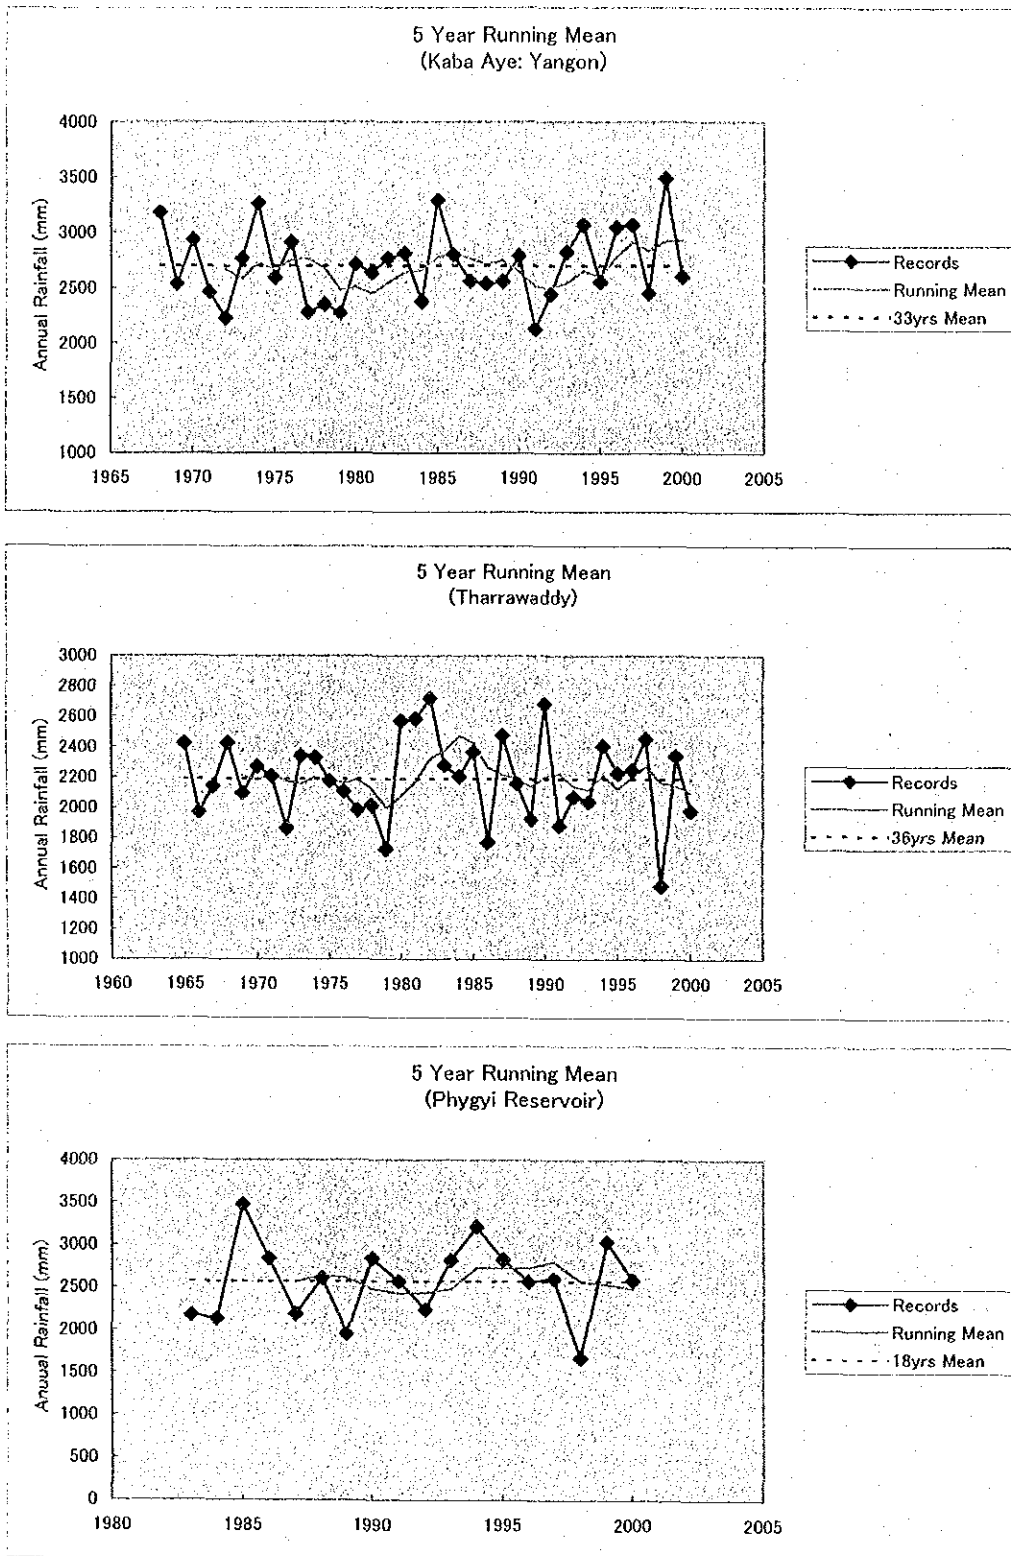 5 Year Running Mean
(Kaba Aye: Yangon)
Annual Rainfall (mm)
4000
3500
3000
2500
2000
1500
1000
1965 1970 1975 1980 1985 1990 1995 2000 2005
Records
Running Mean
33yrs Mean
5 Year Running Mean
(Tharrawaddy)
Annual Rainfall (mm)
3000
2800
2600
2400
2200
2000
1800
1600
1400
1200
1000
1960 1965 1970 1975 1980 1985 1990 1995 2000 2005
Records
Running Mean
36yrs Mean
5 Year Running Mean
(Phygyi Reservoir)
Anuual Rainfall (mm)
4000
3500
3000
2500
2000
1500
1000
500
0
1980 1985 1990 1995 2000 2005
Records
Running Mean
18yrs Mean